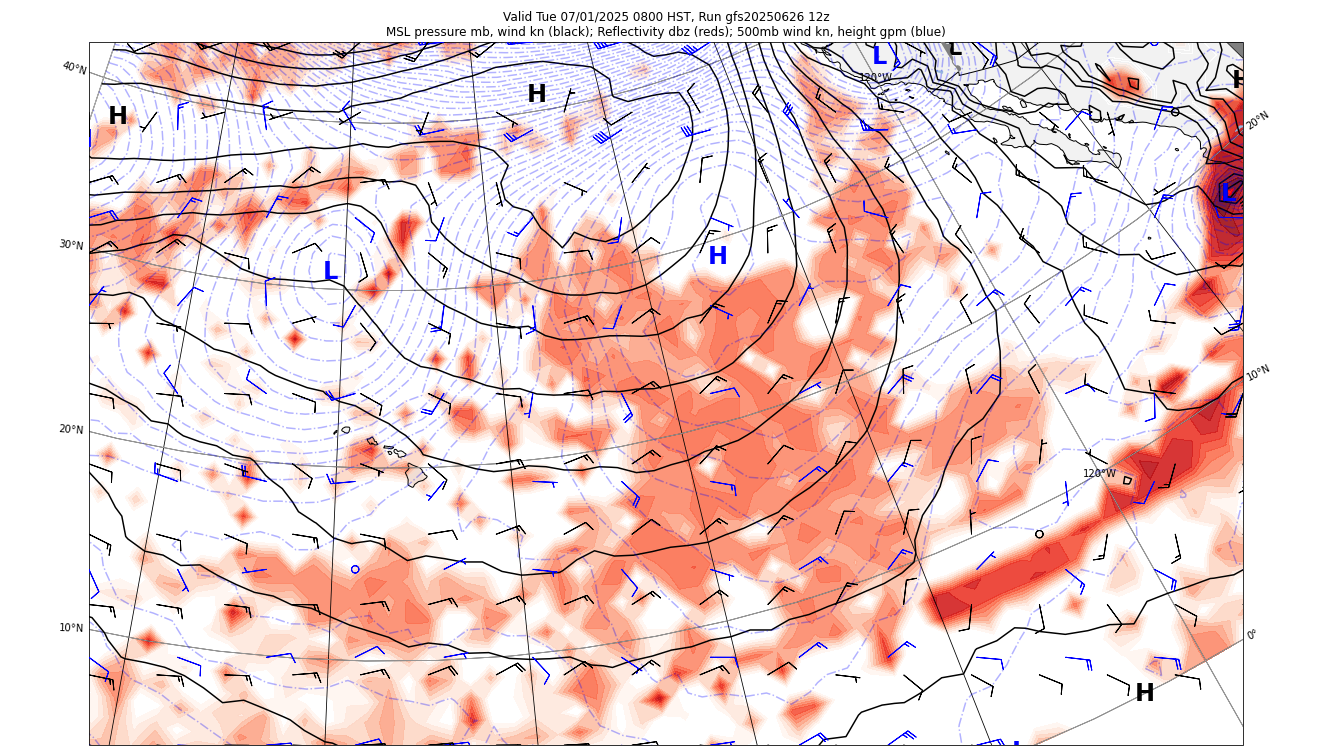 Valid Tue 07/01/2025 0800 HST, Run gfs20250626 12z
MSL pressure mb, wind kn (black); Reflectivity dbz (reds); 500mb wind kn, height gpm (blue)
L
L
120°W
40°N
H
H
H
20°N
L
30°N
H
L
10°N
20°N
120°W
10°N
0°
H
L